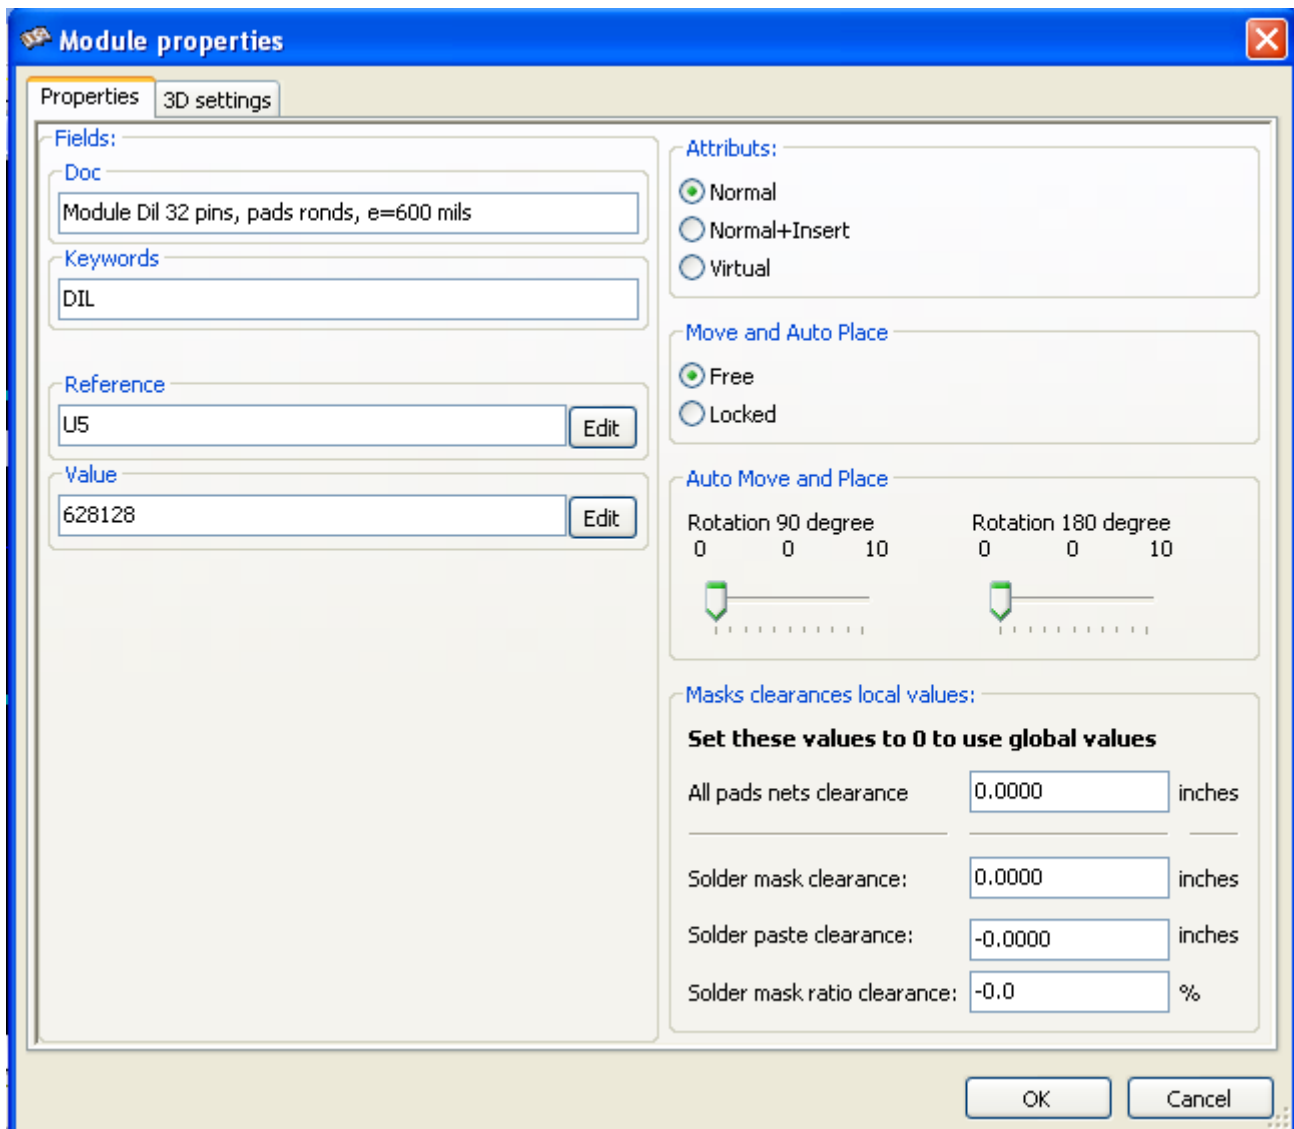 Module properties
Properties
3D settings
Fields:
Doc
Module Dil 32 pins, pads ronds, e=600 mils
Keywords
DIL
Reference
U5
Edit
Value
628128
Edit
Attributs:
Normal
Normal+Insert
Virtual
Move and Auto Place
Free
Locked
Auto Move and Place
Rotation 90 degree
0 0 10
Rotation 180 degree
0 0 10
Masks clearances local values:
Set these values to 0 to use global values
All pads nets clearance 0.0000 inches
Solder mask clearance: 0.0000 inches
Solder paste clearance: -0.0000 inches
Solder mask ratio clearance: -0.0 %
OK
Cancel